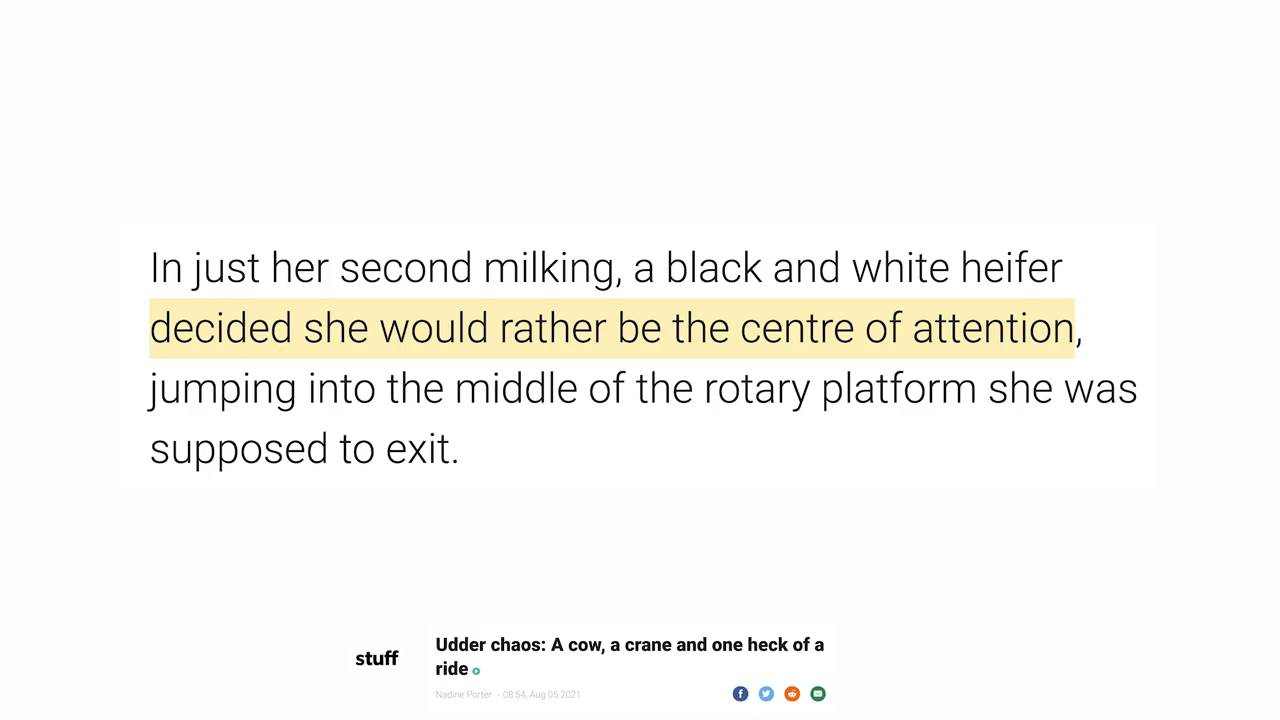 In just her second milking, a black and white heifer
decided she would rather be the centre of attention,
jumping into the middle of the rotary platform she was
supposed to exit.
stuff
Udder chaos: A cow, a crane and one heck of a
ride
Nadine Porter • 08:54, Aug 05 2021